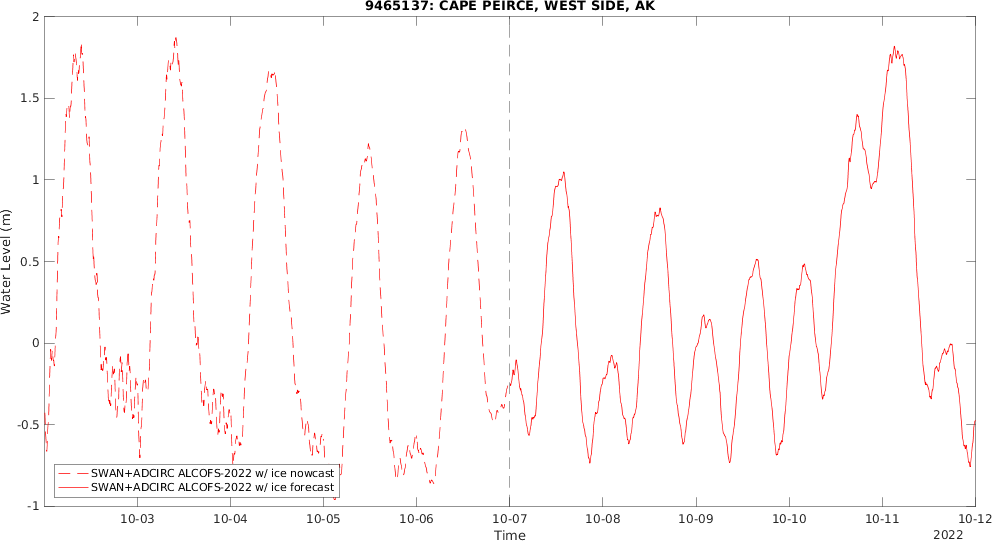 9465137: CAPE PEIRCE, WEST SIDE, AK
2
1.5
1
0.5
0
-0.5
-1
Water Level (m)
SWAN+ADCIRC ALCOFS-2022 w/ ice nowcast
SWAN+ADCIRC ALCOFS-2022 w/ ice forecast
10-03 10-04 10-05 10-06 10-07 10-08 10-09 10-10 10-11 10-12
Time
2022